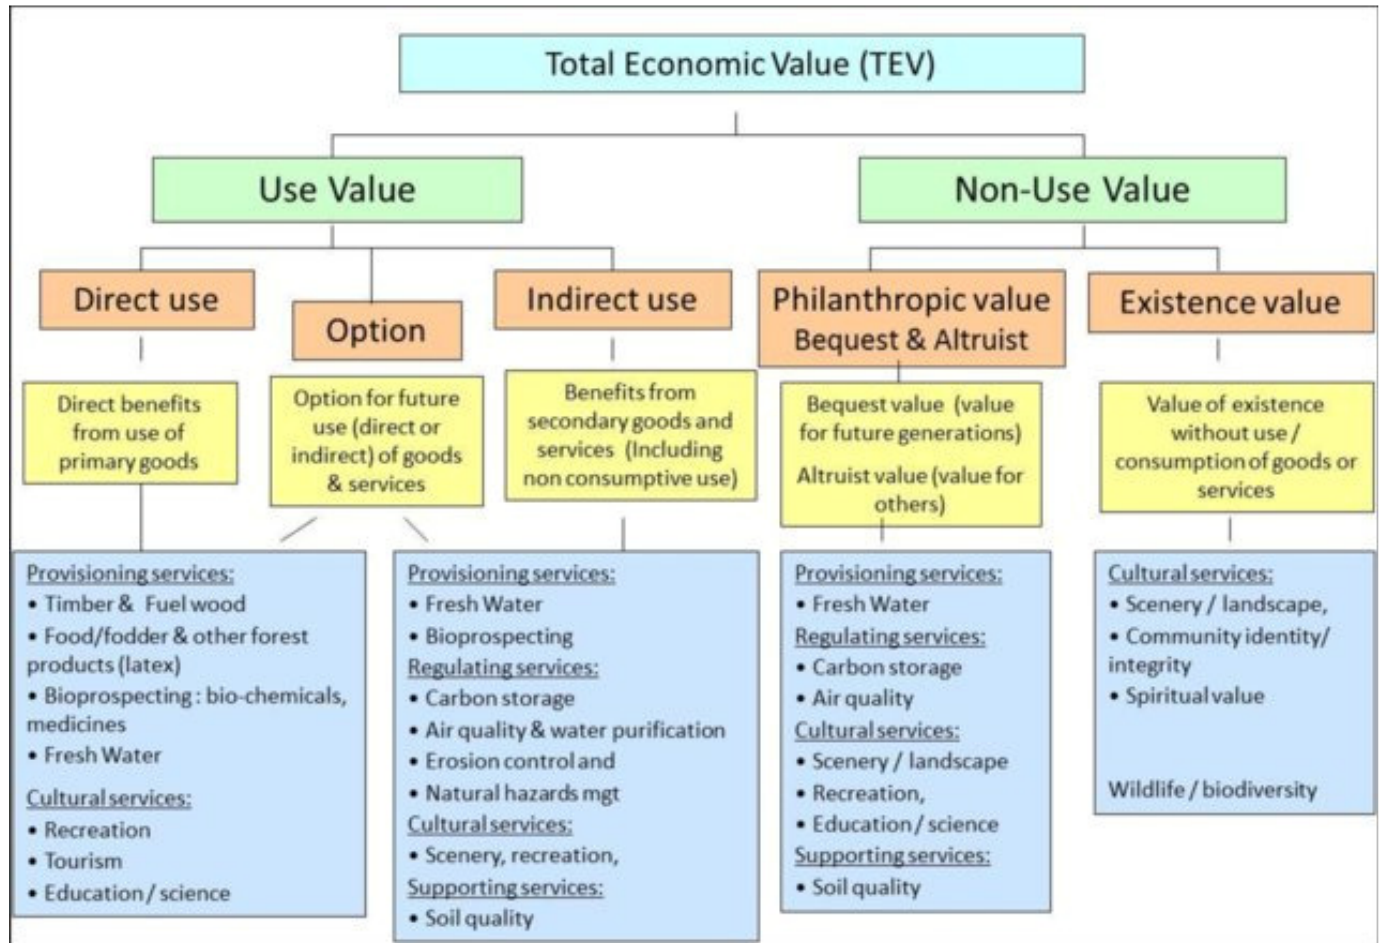 Total Economic Value (TEV)
Use Value
Non-Use Value
Direct use
Option
Indirect use
Philanthropic value
Bequest & Altruist
Existence value
Direct benefits
from use of
primary goods
Option for future
use (direct or
indirect) of goods
& services
Benefits from
secondary goods and
services (Including
non consumptive use)
Bequest value (value
for future generations)
Altruist value (value for
others)
Value of existence
without use /
consumption of goods or
services
Provisioning services:
• Timber & Fuel wood
• Food/fodder & other forest
products (latex)
• Bioprospecting : bio-chemicals,
medicines
• Fresh Water
Cultural services:
• Recreation
• Tourism
• Education / science
Provisioning services:
• Fresh Water
• Bioprospecting
Regulating services:
• Carbon storage
• Air quality & water purification
• Erosion control and
• Natural hazards mgt
Cultural services:
• Scenery, recreation,
Supporting services:
• Soil quality
Provisioning services:
• Fresh Water
Regulating services:
• Carbon storage
• Air quality
Cultural services:
• Scenery / landscape
• Recreation,
• Education / science
Supporting services:
• Soil quality
Cultural services:
• Scenery / landscape,
• Community identity/
integrity
• Spiritual value
Wildlife / biodiversity